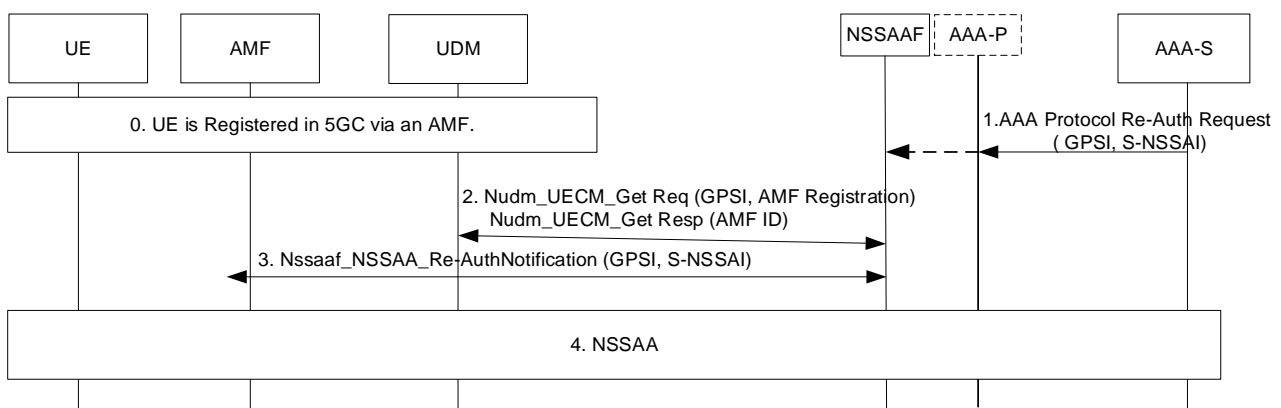 UE
AMF
UDM
NSSAAF
AAA-P
AAA-S
0. UE is Registered in 5GC via an AMF.
1.AAA Protocol Re-Auth Request
( GPSI, S-NSSAI)
2. Nudm_UECM_Get Req (GPSI, AMF Registration)
Nudm_UECM_Get Resp (AMF ID)
3. Nssaaf_NSSAA_Re-AuthNotification (GPSI, S-NSSAI)
4. NSSAA